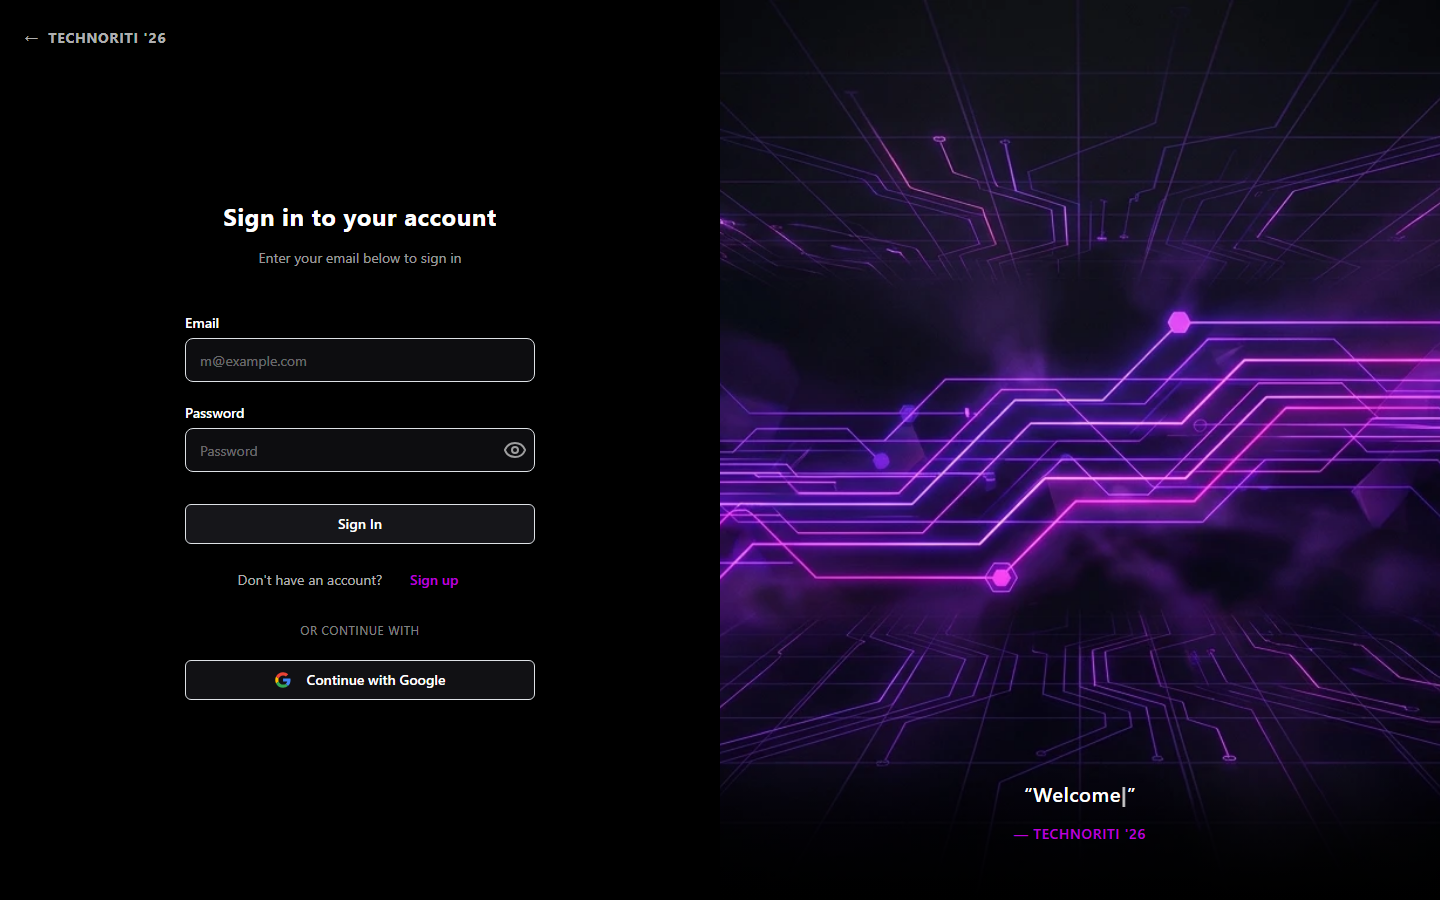 ← TECHNORITI '26
Sign in to your account
Enter your email below to sign in
Email
m@example.com
Password
Password
Sign In
Don't have an account? Sign up
OR CONTINUE WITH
Continue with Google
“Welcome|”
— TECHNORITI '26